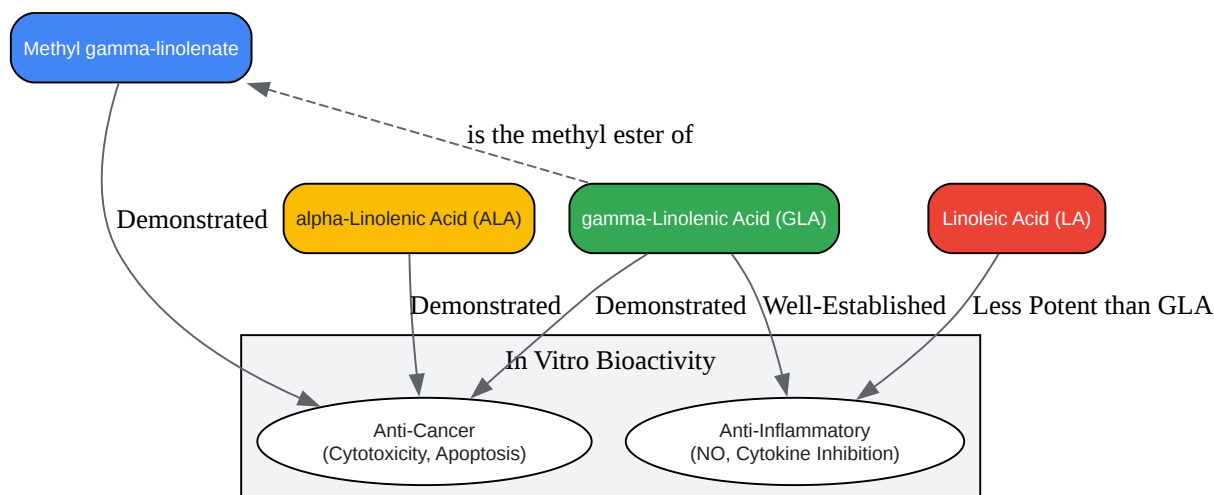 Methyl gamma-linolenate
is the methyl ester of
alpha-Linolenic Acid (ALA)
gamma-Linolenic Acid (GLA)
Linoleic Acid (LA)
Demonstrated
Demonstrated
Demonstrated
Well-Established
Less Potent than GLA
In Vitro Bioactivity
Anti-Cancer
(Cytotoxicity, Apoptosis)
Anti-Inflammatory
(NO, Cytokine Inhibition)